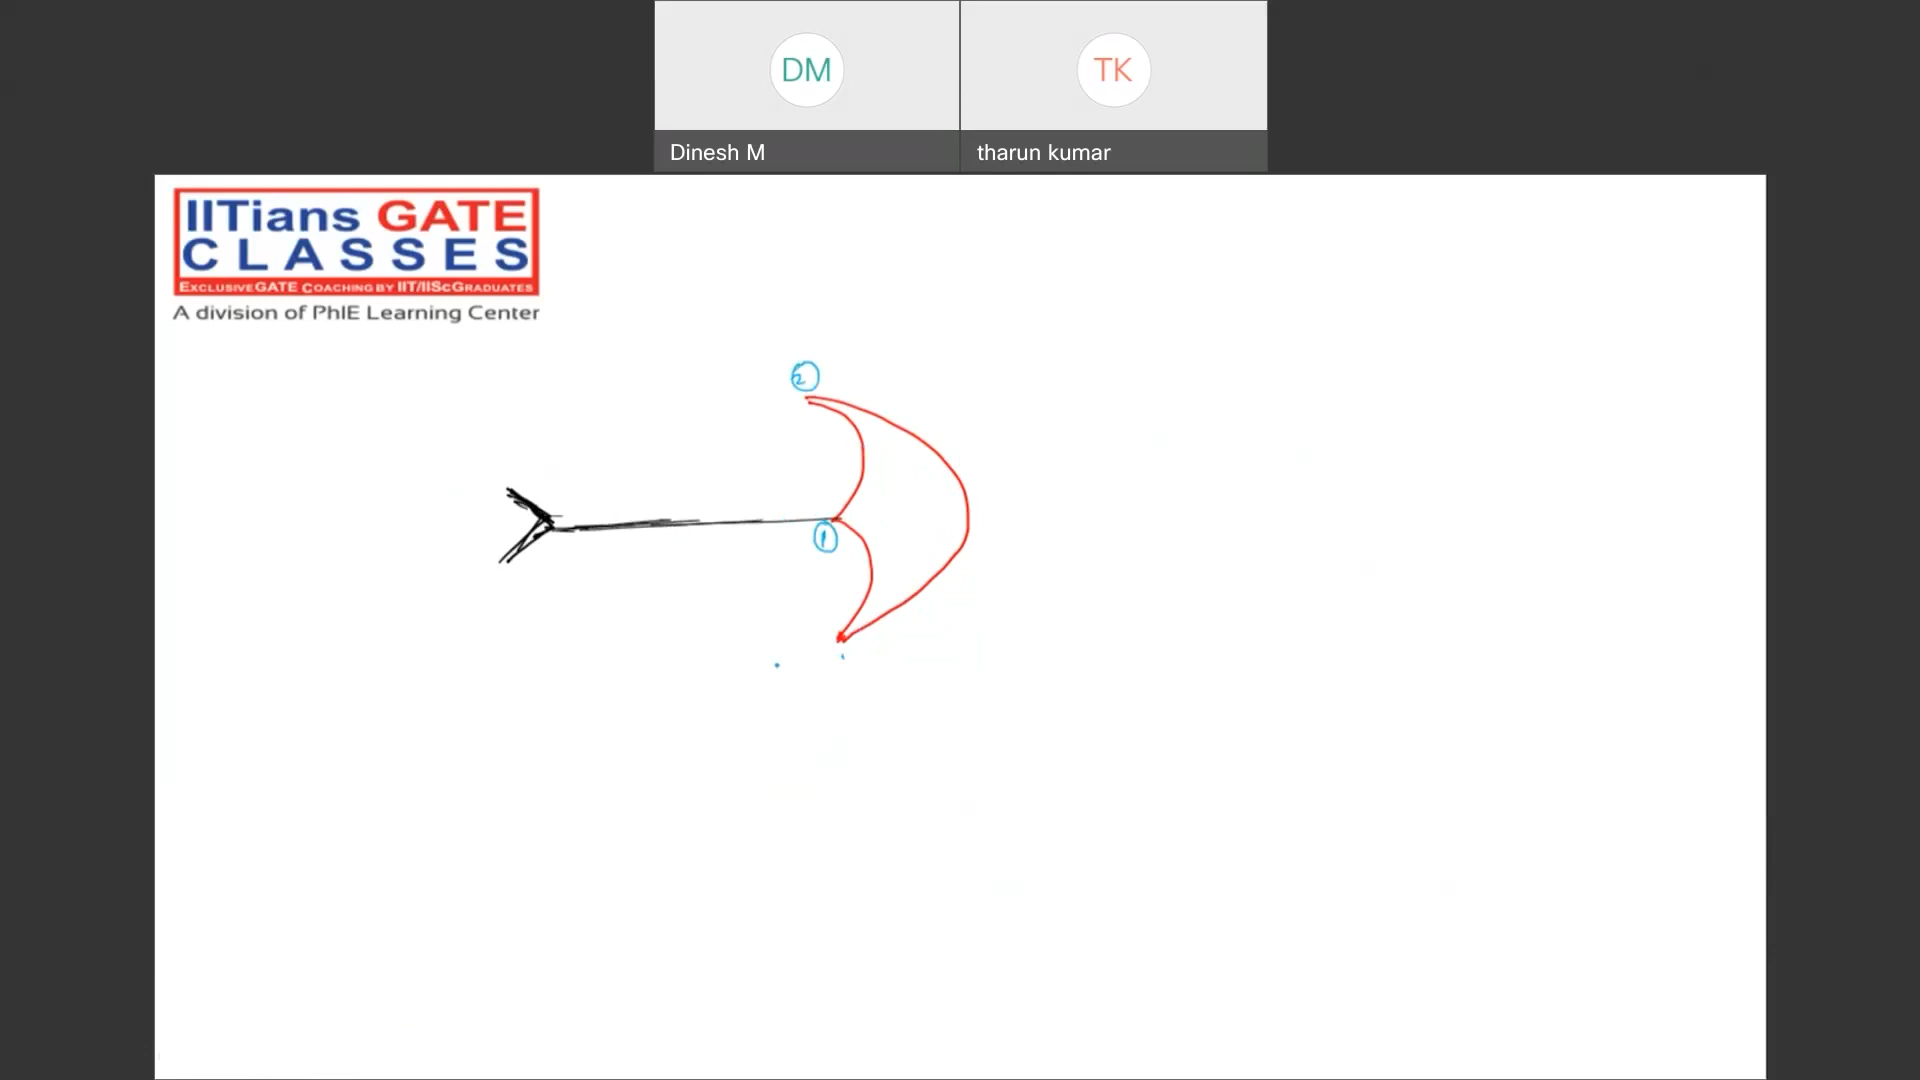 DM
TK
Dinesh M
tharun kumar
IITians GATE
CLASSES
EXCLUSIVE GATE COACHING BY IIT/IISc GRADUATES
A division of PhIE Learning Center
2
1